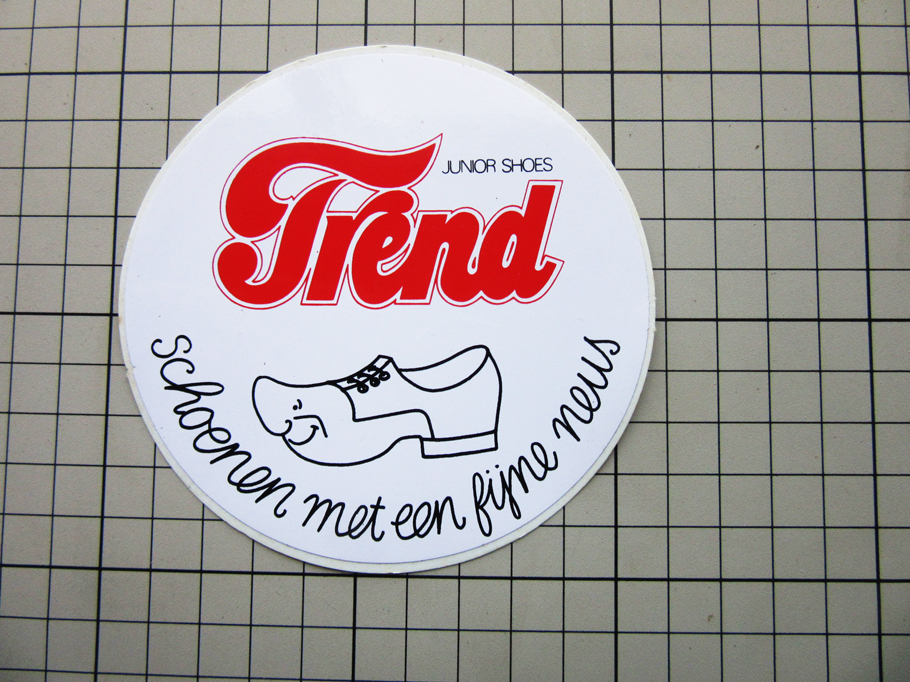 JUNIOR SHOES
Trend
schoenen met een fijne neus